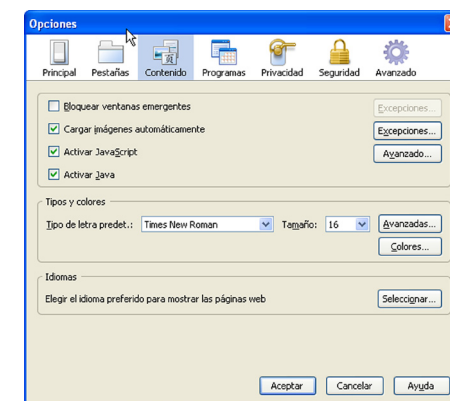 Opciones
Principal Pestañas Contenido Programas Privacidad Seguridad Avanzado
Bloquear ventanas emergentes Excepciones...
Cargar imágenes automáticamente Excepciones...
Activar JavaScript Avanzado...
Activar Java
Tipos y colores
Tipo de letra predet.: Times New Roman Tamaño: 16 Avanzadas...
Colores...
Idiomas
Elegir el idioma preferido para mostrar las páginas web Seleccionar...
Aceptar Cancelar Ayuda